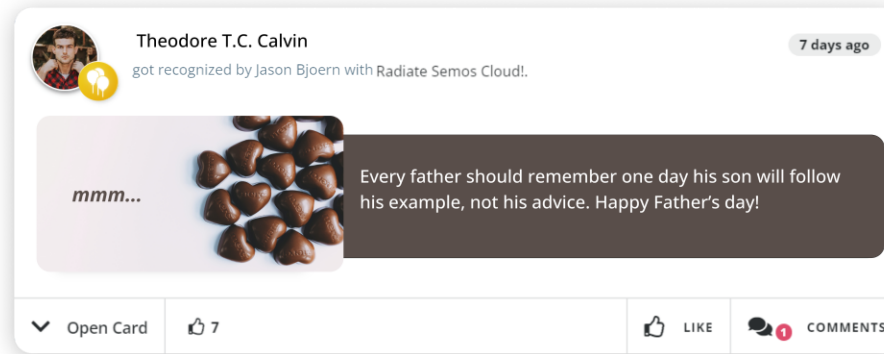 Theodore T.C. Calvin
7 days ago
got recognized by Jason Bjoern with Radiate Semos Cloud!.
mmm...
Every father should remember one day his son will follow
his example, not his advice. Happy Father’s day!
Open Card
7
LIKE
1
COMMENTS